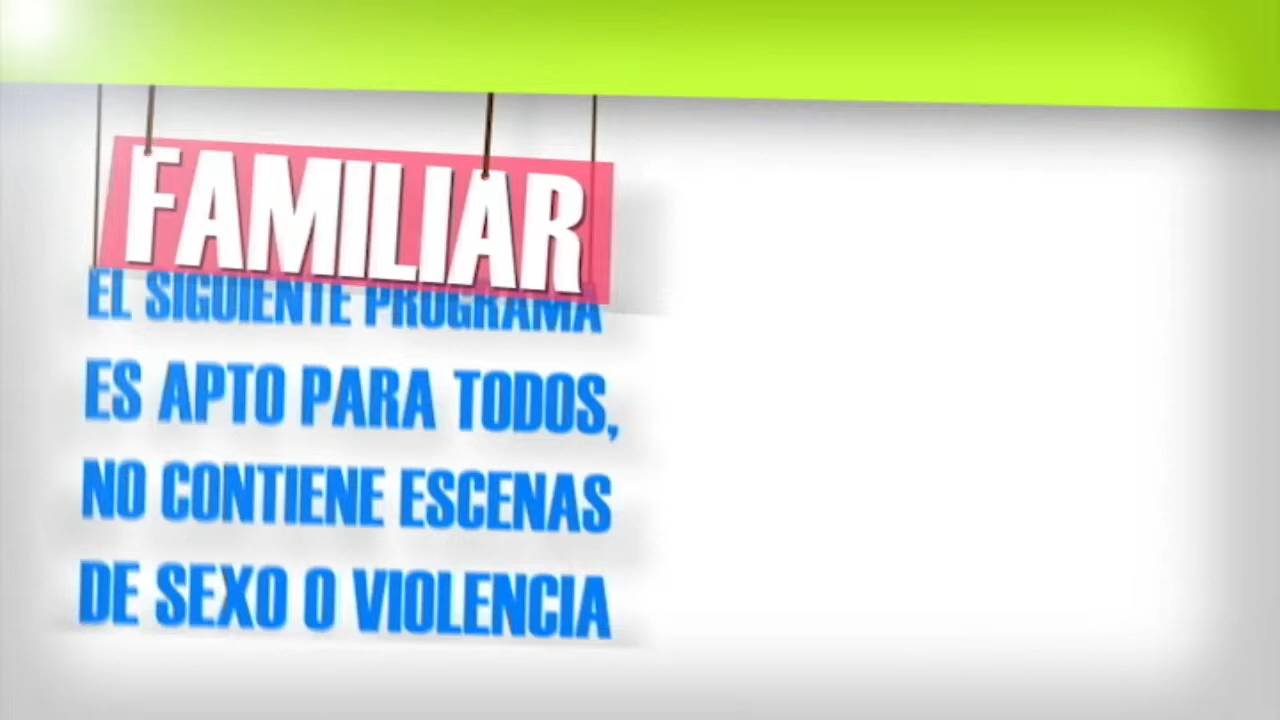 FAMILIAR
EL SIGUIENTE PROGRAMA
ES APTO PARA TODOS,
NO CONTIENE ESCENAS
DE SEXO O VIOLENCIA